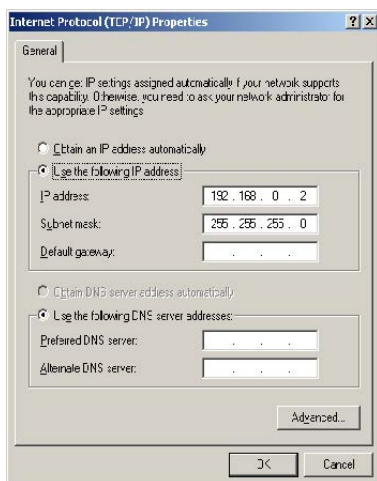 Internet Protocol (TCP/IP) Properties
General
You can get IP settings assigned automatically if your network supports
this capability. Otherwise, you need to ask your network administrator for
the appropriate IP settings.
Obtain an IP address automatically
Use the following IP address:
IP address: 192 . 168 . 0 . 2
Subnet mask: 255 . 255 . 255 . 0
Default gateway: . . .
Obtain DNS server address automatically
Use the following DNS server addresses:
Preferred DNS server: . . .
Alternate DNS server: . . .
Advanced...
OK Cancel